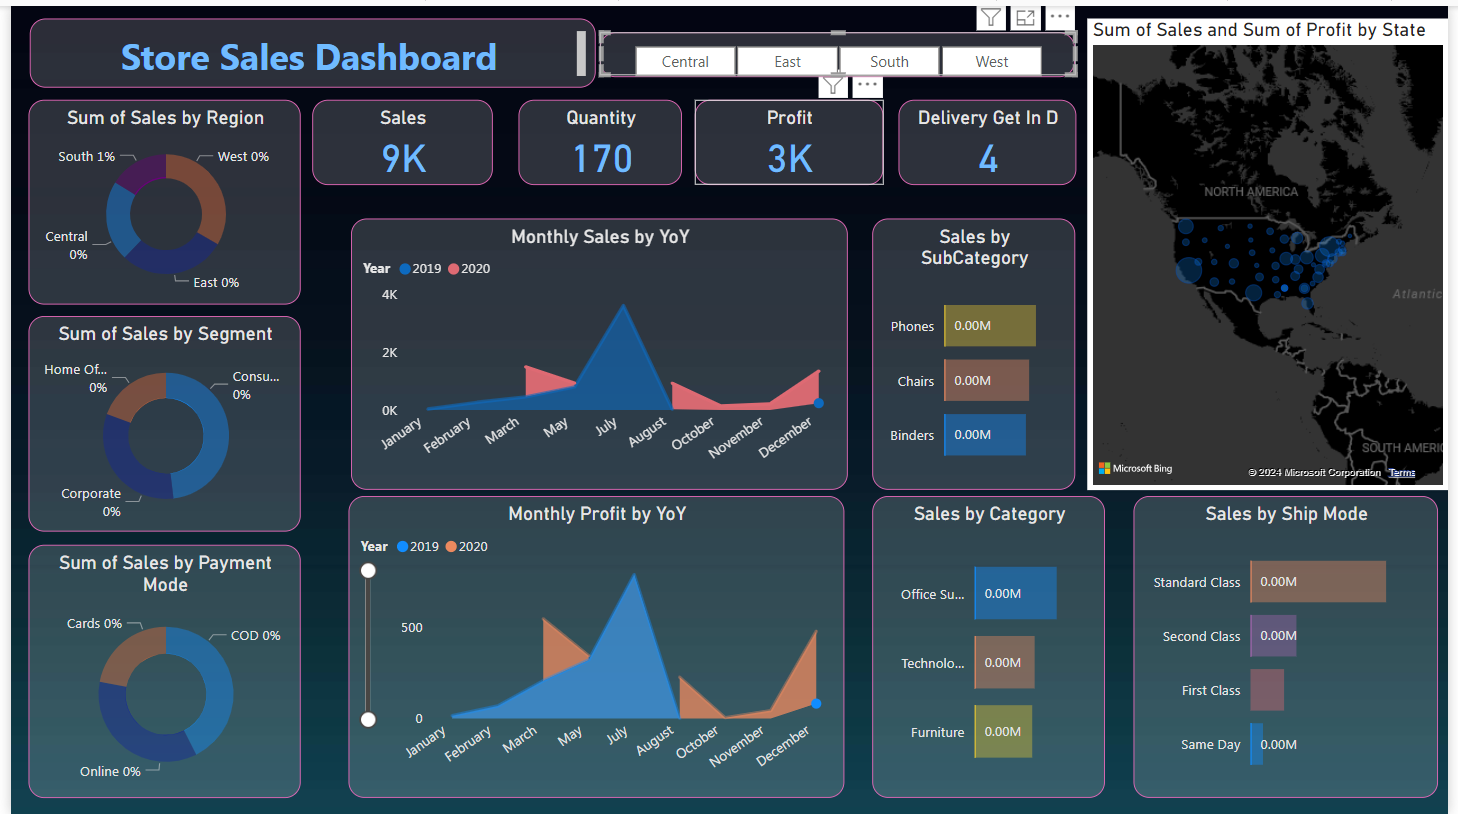 Store Sales Dashboard
Central
East
South
West
Sum of Sales and Sum of Profit by State
Sum of Sales by Region
South 1%
West 0%
Central
0%
East 0%
Sales
9K
Quantity
170
Profit
3K
Delivery Get In D
4
NORTH AMERICA
Atlantic
SOUTH AMERIC
Microsoft Bing
© 2024 Microsoft Corporation
Terms
Monthly Sales by YoY
Year
2019
2020
4K
2K
0K
January
February
March
May
July
August
October
November
December
Sales by
SubCategory
Phones
0.00M
Chairs
0.00M
Binders
0.00M
Sum of Sales by Segment
Home Of...
0%
Consu...
0%
Corporate
0%
Sum of Sales by Payment
Mode
Cards 0%
COD 0%
Online 0%
Monthly Profit by YoY
Year
2019
2020
500
0
January
February
March
May
July
August
October
November
December
Sales by Category
Office Su...
0.00M
Technolo...
0.00M
Furniture
0.00M
Sales by Ship Mode
Standard Class
0.00M
Second Class
0.00M
First Class
Same Day
0.00M